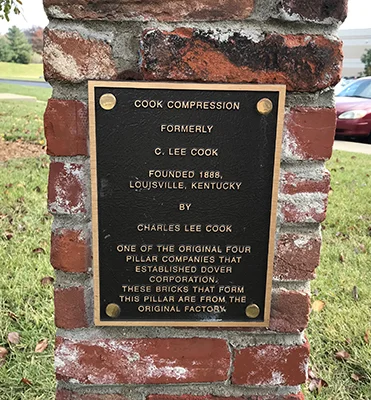 COOK COMPRESSION
FORMERLY
C. LEE COOK
FOUNDED 1888,
LOUISVILLE, KENTUCKY
BY
CHARLES LEE COOK
ONE OF THE ORIGINAL FOUR
PILLAR COMPANIES THAT
ESTABLISHED DOVER
CORPORATION.
THESE BRICKS THAT FORM
THIS PILLAR ARE FROM THE
ORIGINAL FACTORY.